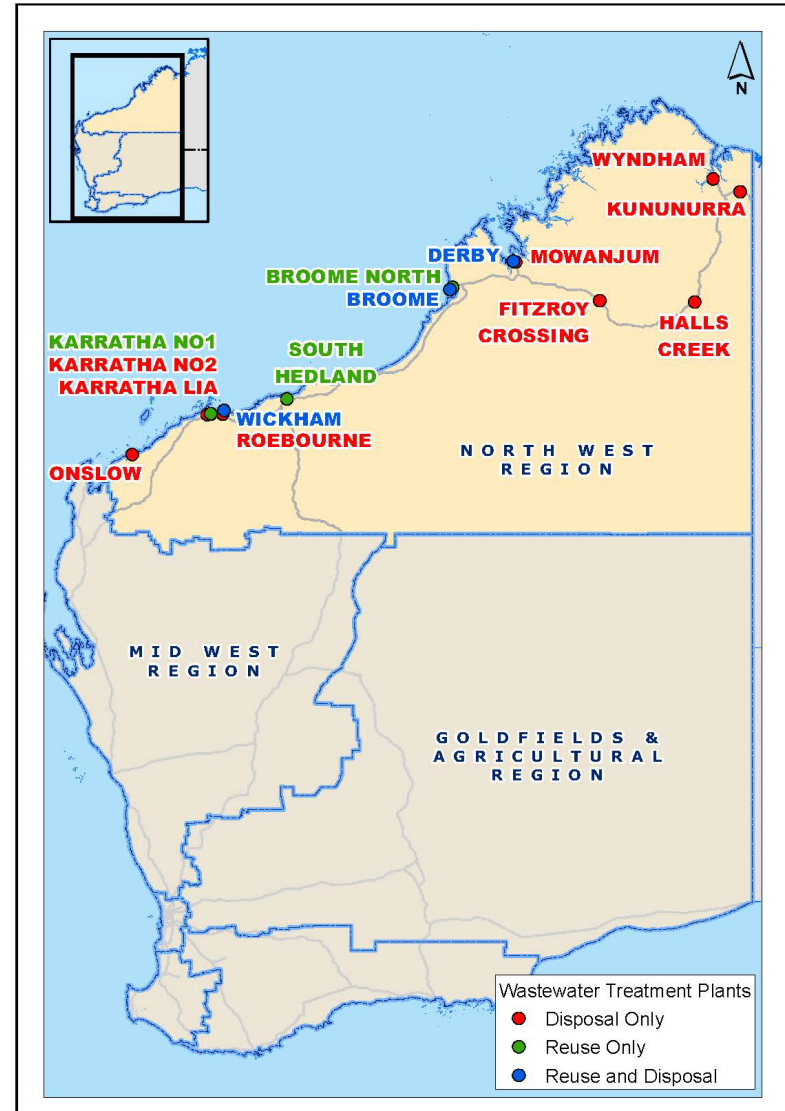 N
WYNDHAM
KUNUNURRA
DERBY
MOWANJUM
BROOME NORTH
BROOME
FITZROY
CROSSING
HALLS
CREEK
KARRATHA NO1
KARRATHA NO2
KARRATHA LIA
SOUTH
HEDLAND
WICKHAM
ROEBOURNE
ONSLOW
NORTH WEST
REGION
MID WEST
REGION
GOLDFIELDS &
AGRICULTURAL
REGION
Wastewater Treatment Plants
Disposal Only
Reuse Only
Reuse and Disposal